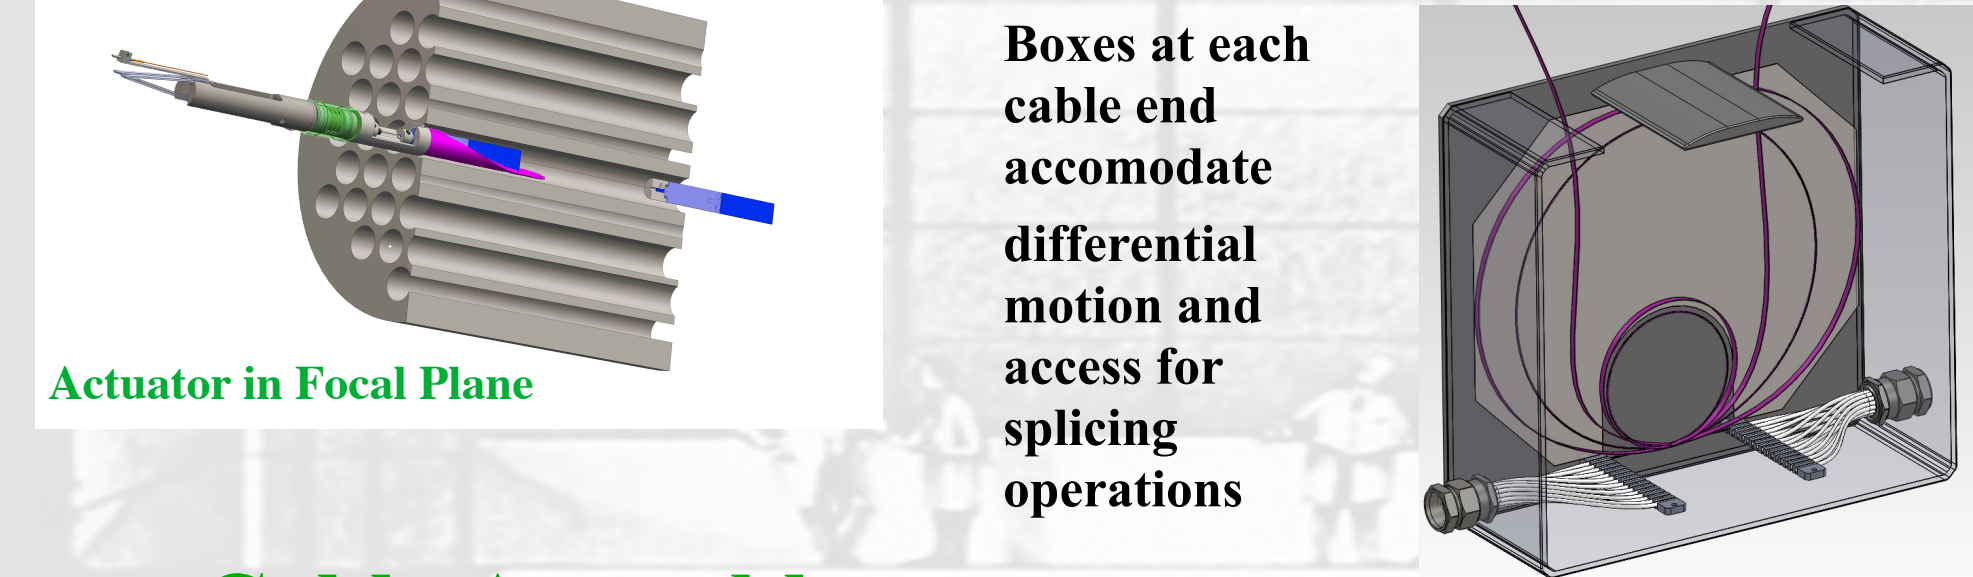 Actuator in Focal Plane
Boxes at each
cable end
accomodate
differential
motion and
access for
splicing
operations